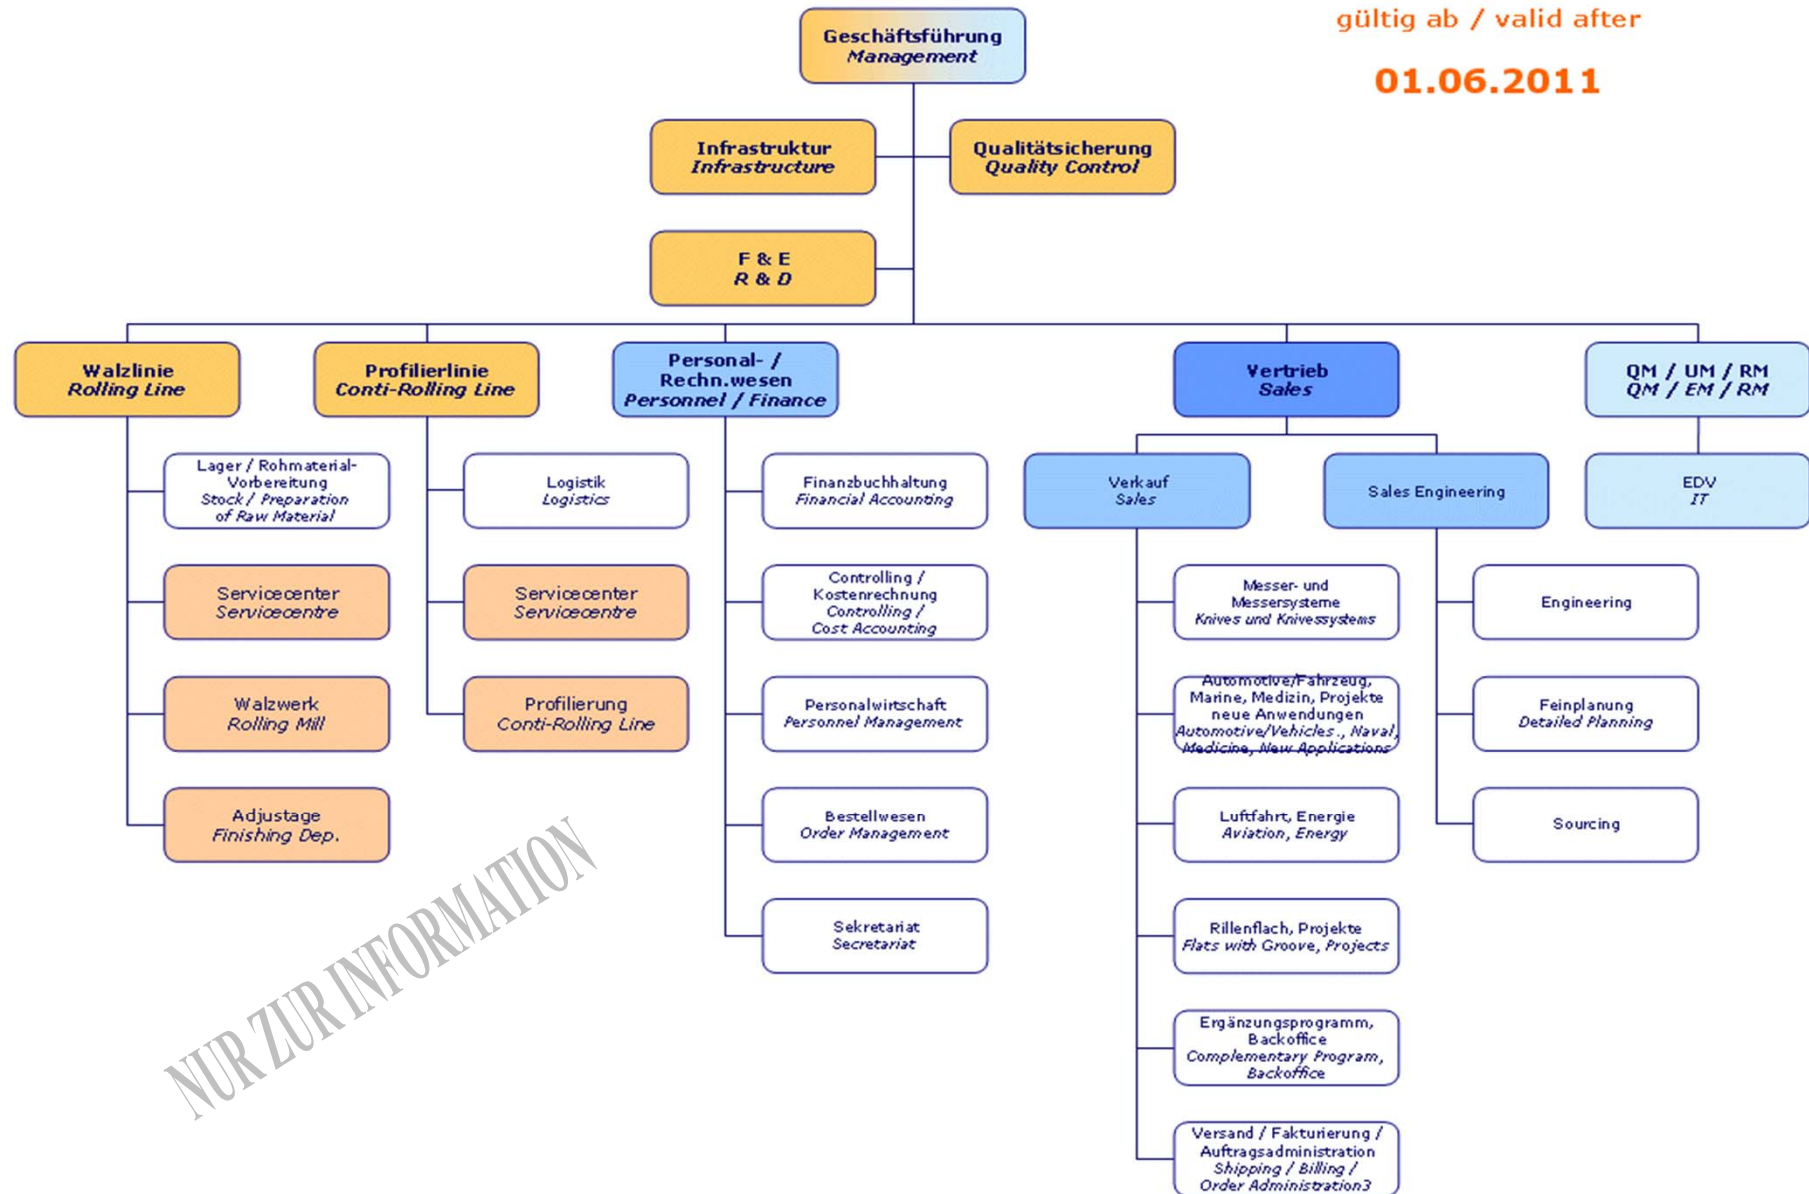 gültig ab / valid after
01.06.2011
Geschäftsführung
Management
Infrastruktur
Infrastructure
Qualitätsicherung
Quality Control
F & E
R & D
Walzlinie
Rolling Line
Profilierlinie
Conti-Rolling Line
Personal- /
Rechn.wesen
Personnel / Finance
Vertrieb
Sales
QM / UM / RM
QM / EM / RM
Lager / Rohmaterial-
Vorbereitung
Stock / Preparation
of Raw Material
Servicecenter
Servicecentre
Walzwerk
Rolling Mill
Adjustage
Finishing Dep.
Logistik
Logistics
Servicecenter
Servicecentre
Profilierung
Conti-Rolling Line
Finanzbuchhaltung
Financial Accounting
Controlling /
Kostenrechnung
Controlling /
Cost Accounting
Personalwirtschaft
Personnel Management
Bestellwesen
Order Management
Sekretariat
Secretariat
Verkauf
Sales
Messer- und
Messersysteme
Knives und Knivessystems
Automotive/Fahrzeug,
Marine, Medizin, Projekte
neue Anwendungen
Automotive/Vehicles., Naval,
Medicine, New Applications
Luftfahrt, Energie
Aviation, Energy
Rillenflach, Projekte
Flats with Groove, Projects
Ergänzungsprogramm,
Backoffice
Complementary Program,
Backoffice
Versand / Fakturierung /
Auftragsadministration
Shipping / Billing /
Order Administration3
Sales Engineering
Engineering
Feinplanung
Detailed Planning
Sourcing
EDV
IT
NUR ZUR INFORMATION